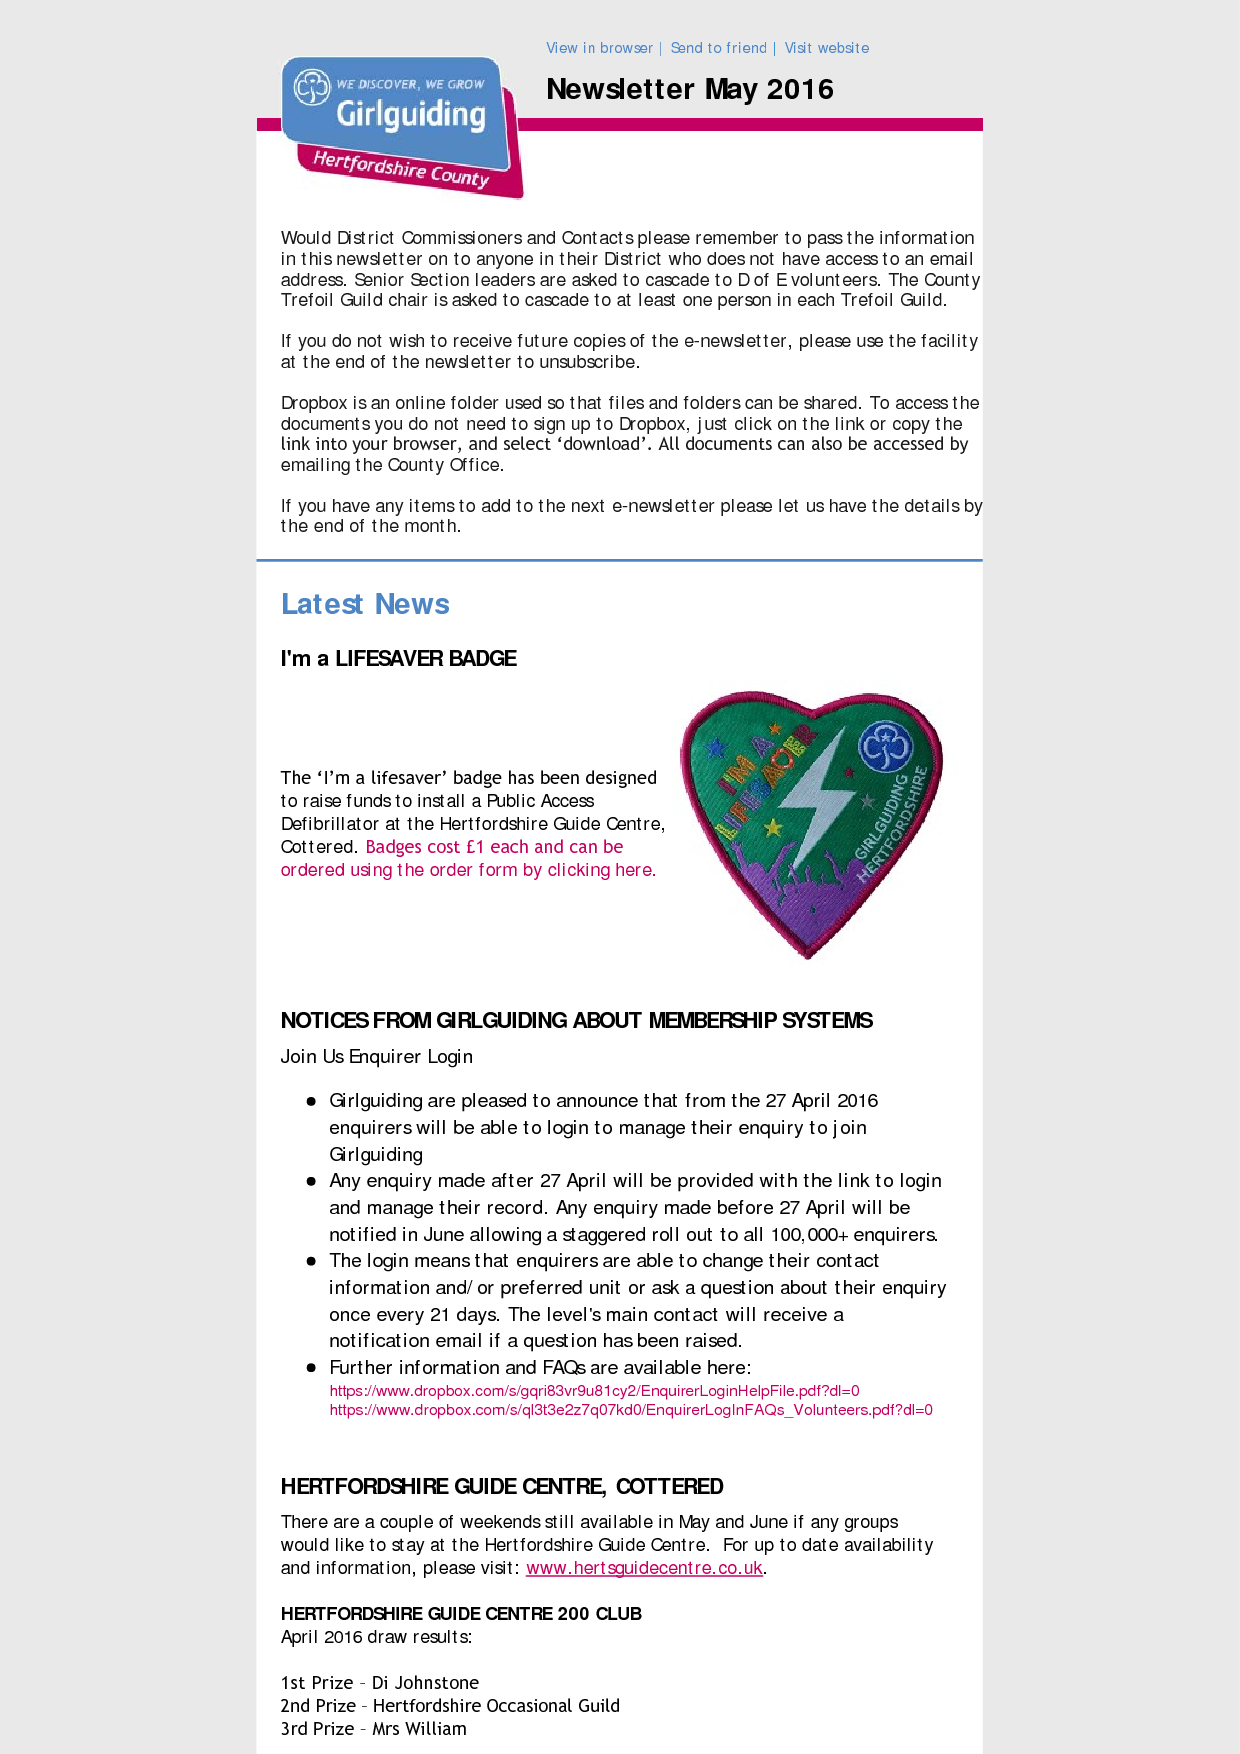 View in browser | Send to friend | Visit website
Newsletter May 2016
WE DISCOVER, WE GROW
Girlguiding
Hertfordshire County
Would District Commissioners and Contacts please remember to pass the information
in this newsletter on to anyone in their District who does not have access to an email
address. Senior Section leaders are asked to cascade to D of E volunteers. The County
Trefoil Guild chair is asked to cascade to at least one person in each Trefoil Guild.
If you do not wish to receive future copies of the e-newsletter, please use the facility
at the end of the newsletter to unsubscribe.
Dropbox is an online folder used so that files and folders can be shared. To access the
documents you do not need to sign up to Dropbox, just click on the link or copy the
link into your browser, and select ‘download’. All documents can also be accessed by
emailing the County Office.
If you have any items to add to the next e-newsletter please let us have the details by
the end of the month.
Latest News
I'm a LIFESAVER BADGE
I'M A
LIFESAVER
GIRLGUIDING
HERTFORDSHIRE
The ‘I’m a lifesaver’ badge has been designed
to raise funds to install a Public Access
Defibrillator at the Hertfordshire Guide Centre,
Cottered. Badges cost £1 each and can be
ordered using the order form by clicking here.
NOTICES FROM GIRLGUIDING ABOUT MEMBERSHIP SYSTEMS
Join Us Enquirer Login
● Girlguiding are pleased to announce that from the 27 April 2016
enquirers will be able to login to manage their enquiry to join
Girlguiding
● Any enquiry made after 27 April will be provided with the link to login
and manage their record. Any enquiry made before 27 April will be
notified in June allowing a staggered roll out to all 100,000+ enquirers.
● The login means that enquirers are able to change their contact
information and/or preferred unit or ask a question about their enquiry
once every 21 days. The level's main contact will receive a
notification email if a question has been raised.
● Further information and FAQs are available here:
https://www.dropbox.com/s/gqri83vr9u81cy2/EnquirerLoginHelpFile.pdf?dl=0
https://www.dropbox.com/s/ql3t3e2z7q07kd0/EnquirerLogInFAQs_Volunteers.pdf?dl=0
HERTFORDSHIRE GUIDE CENTRE, COTTERED
There are a couple of weekends still available in May and June if any groups
would like to stay at the Hertfordshire Guide Centre. For up to date availability
and information, please visit: www.hertsguidecentre.co.uk.
HERTFORDSHIRE GUIDE CENTRE 200 CLUB
April 2016 draw results:
1st Prize - Di Johnstone
2nd Prize - Hertfordshire Occasional Guild
3rd Prize - Mrs William